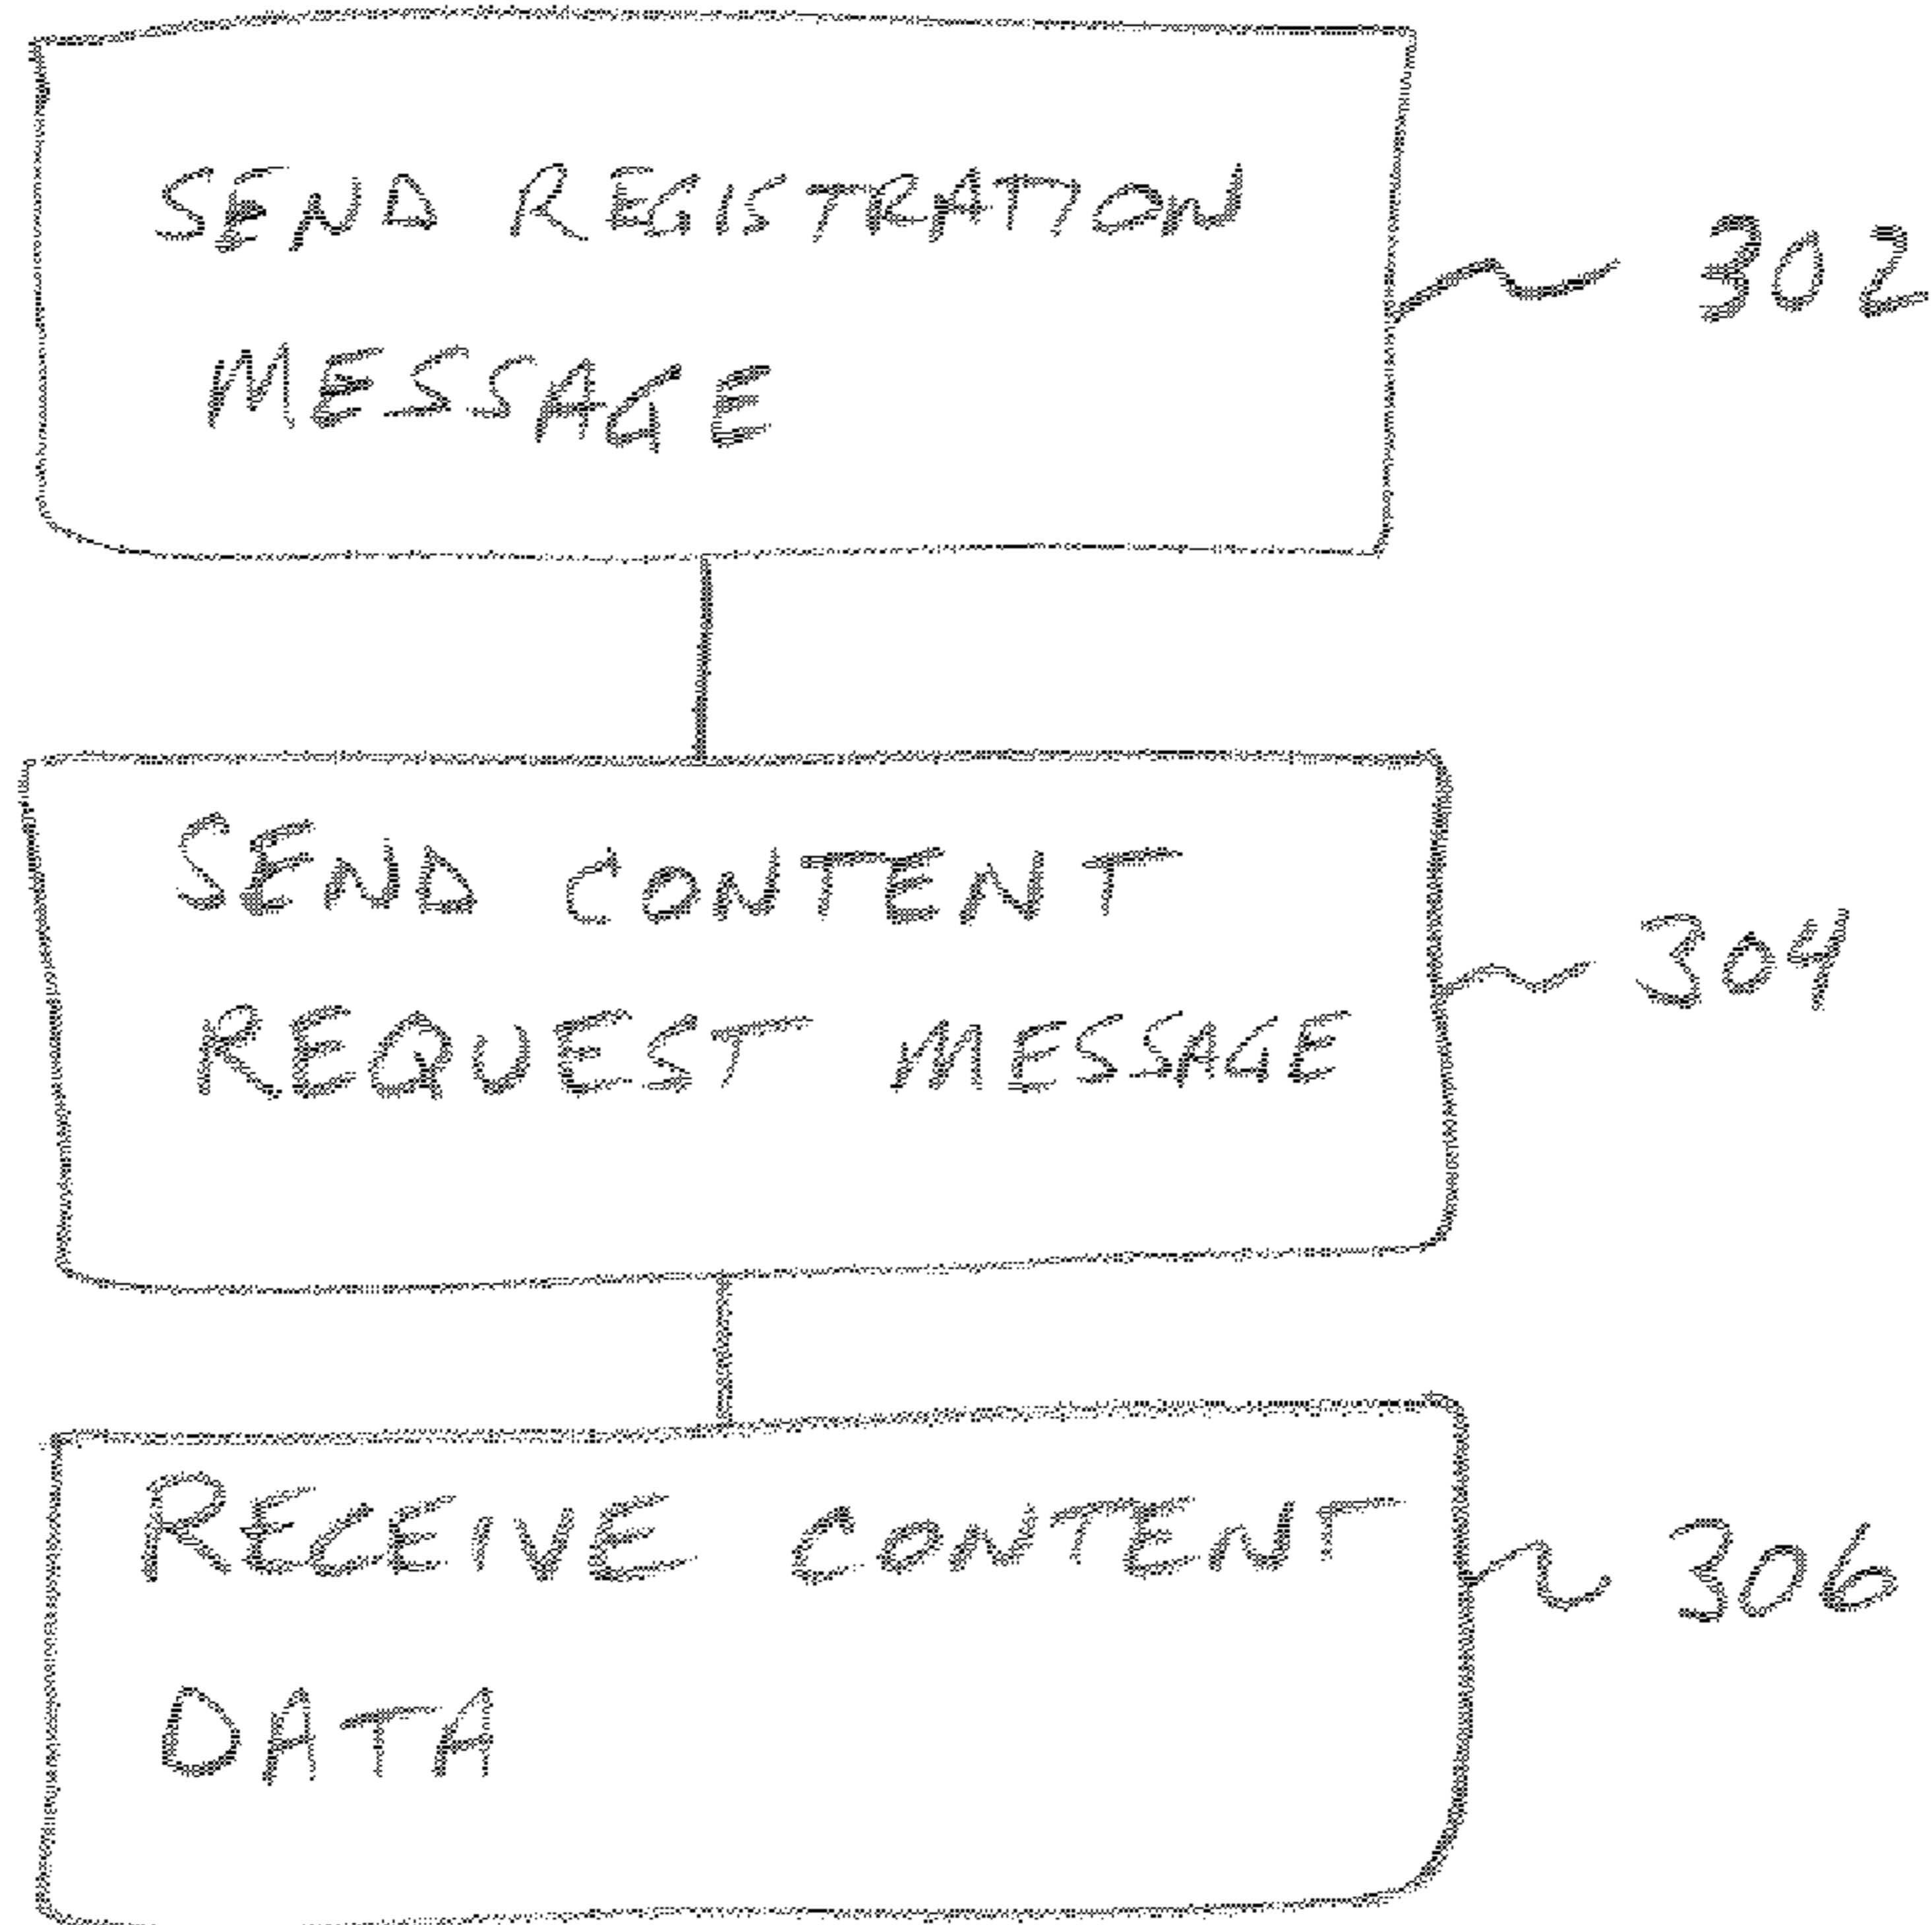 SEND REGISTRATION
MESSAGE
302
SEND CONTENT
REQUEST MESSAGE
304
RECEIVE CONTENT
DATA
306